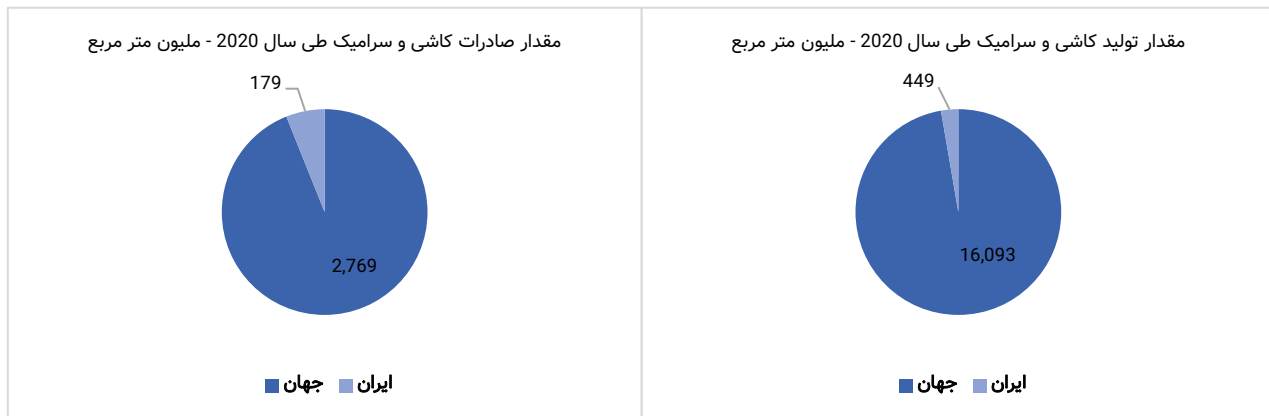 مقدار تولید کاشی و سرامیک طی سال 2020 - ملیون متر مربع
449
16,093
ایران
جهان
مقدار صادرات کاشی و سرامیک طی سال 2020 - ملیون متر مربع
179
2,769
ایران
جهان